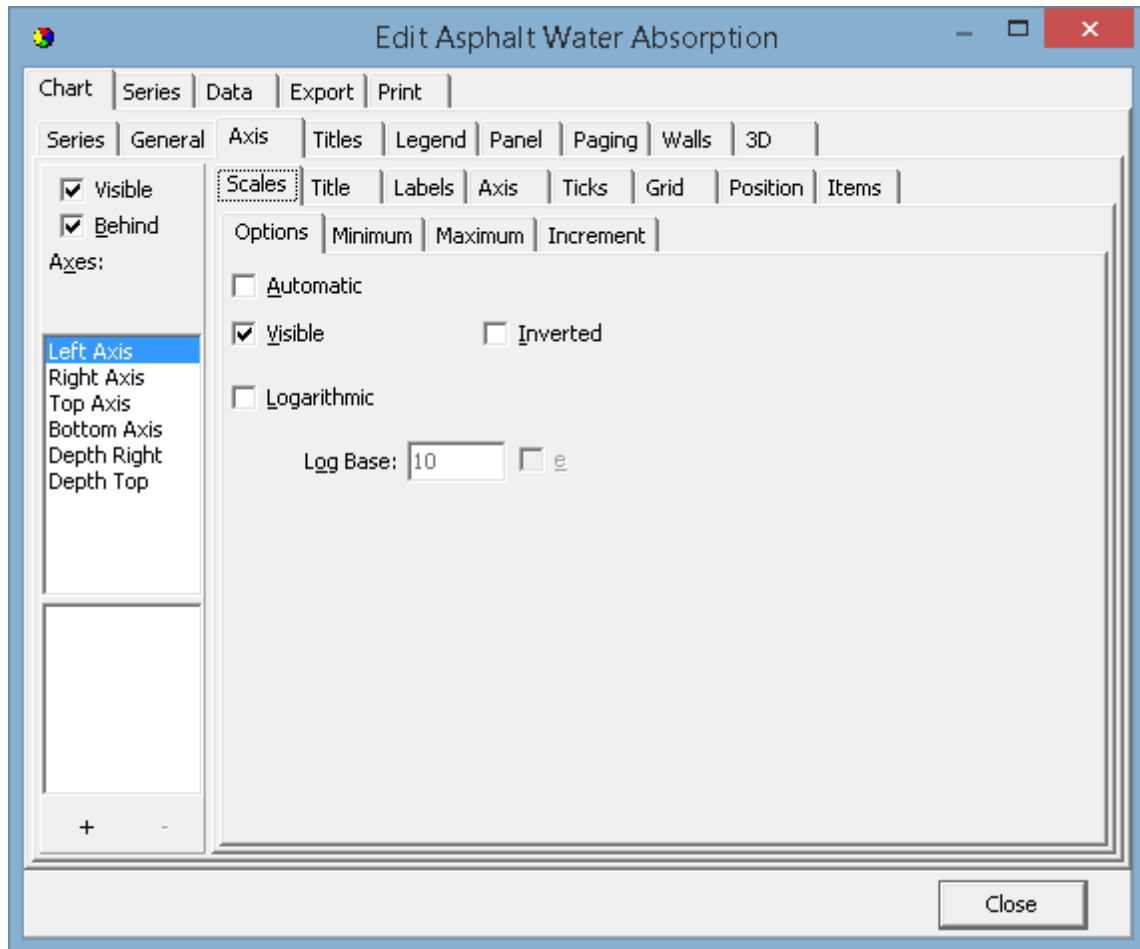 Edit Asphalt Water Absorption
Chart Series Data Export Print
Series General Axis Titles Legend Panel Paging Walls 3D
Visible
Behind
Axes:
Left Axis
Right Axis
Top Axis
Bottom Axis
Depth Right
Depth Top
+ -
Scales Title Labels Axis Ticks Grid Position Items
Options Minimum Maximum Increment
Automatic
Visible Inverted
Logarithmic
Log Base: 10 e
Close